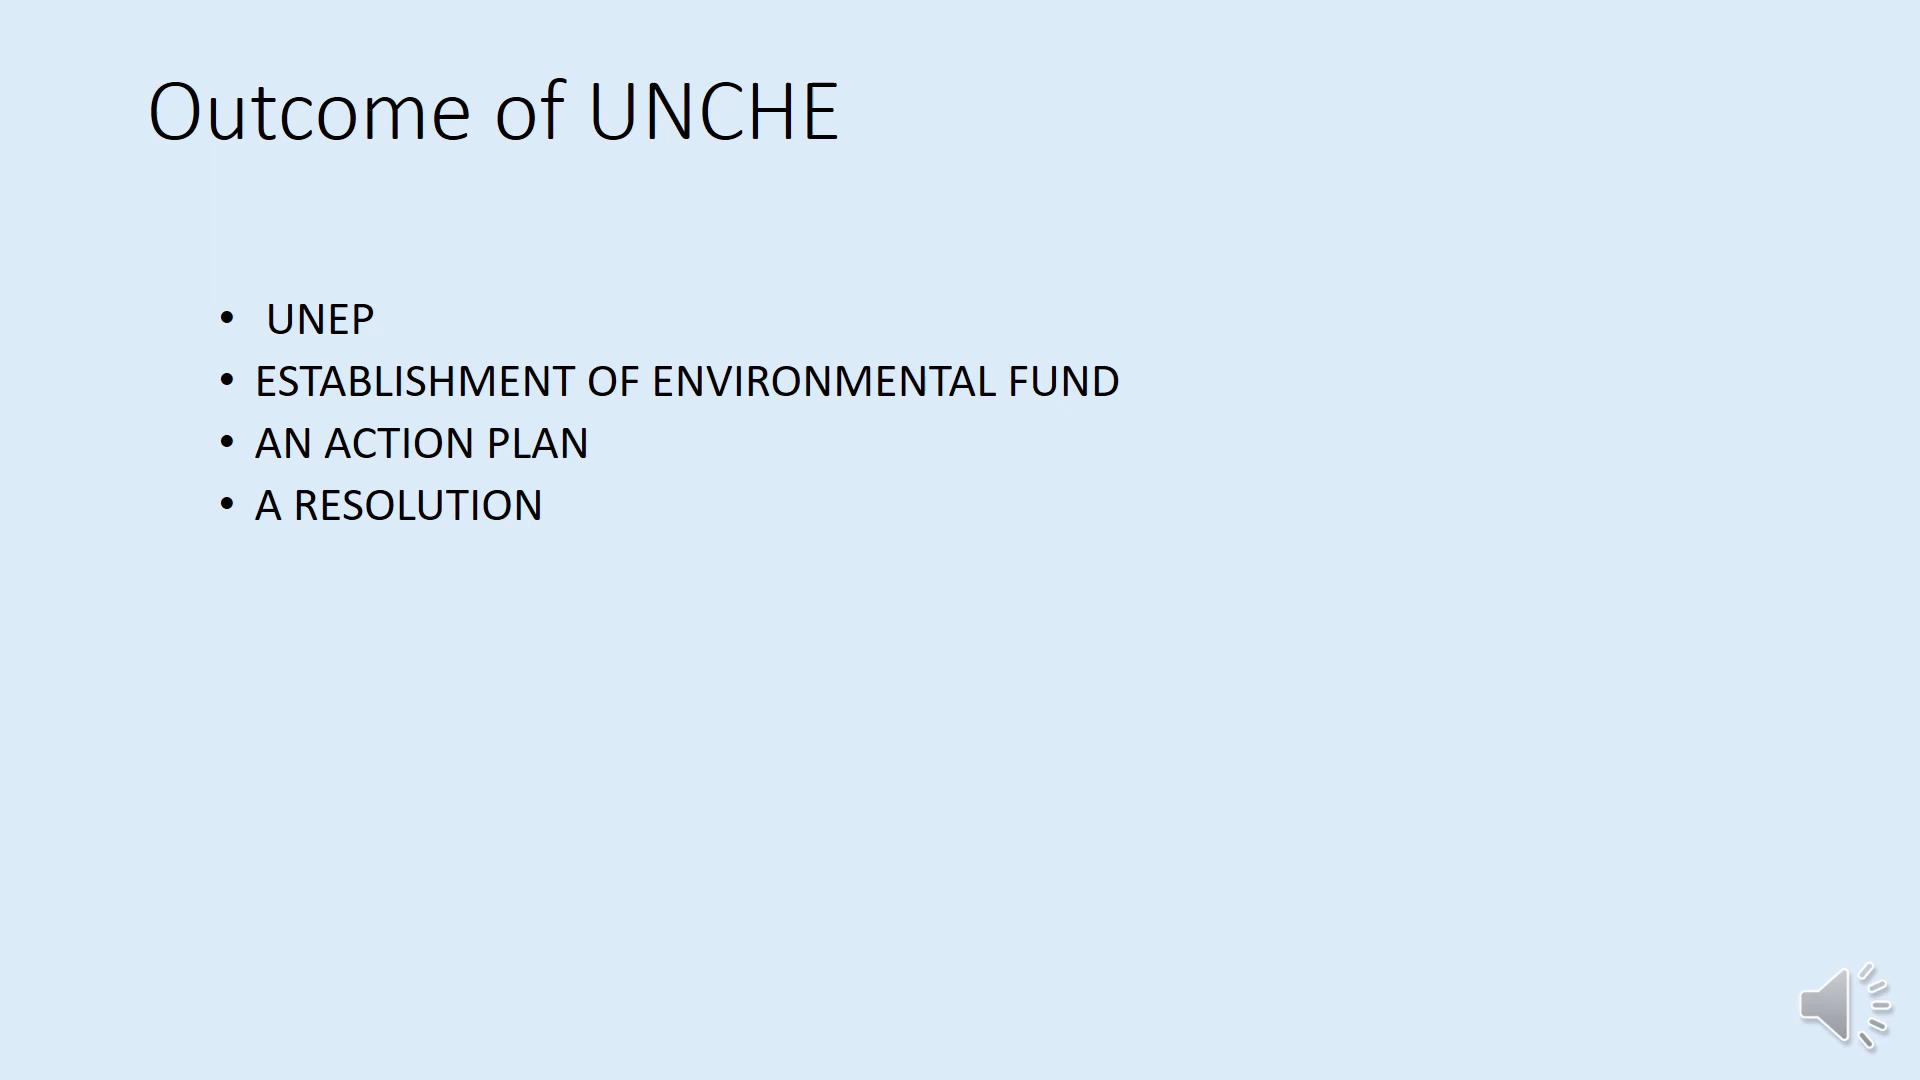 Outcome of UNCHE
• UNEP
• ESTABLISHMENT OF ENVIRONMENTAL FUND
• AN ACTION PLAN
• A RESOLUTION